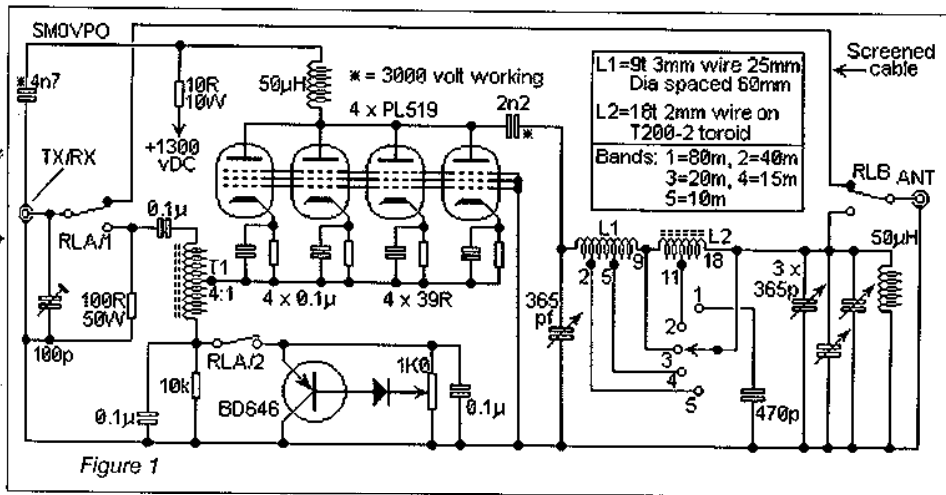 SM0VPO
*4n7
10R
10W
+1300
vDC
50µH
* = 3000 volt working
4 x PL519
2n2
*
L1=9t 3mm wire 25mm
Dia spaced 60mm
L2=18t 2mm wire on
T200-2 toroid
Bands: 1=80m, 2=40m
3=20m, 4=15m
5=10m
Screened
cable
TX/RX
RLA/1
0.1µ
T1
4:1
100R
50W
100p
4 x 0.1µ
4 x 39R
RLB
ANT
50µH
L1
L2
2
5
9
11
18
365
pf
3 x
365p
1
2
3
4
5
470p
RLA/2
10k
0.1µ
BD646
1K0
0.1µ
Figure 1